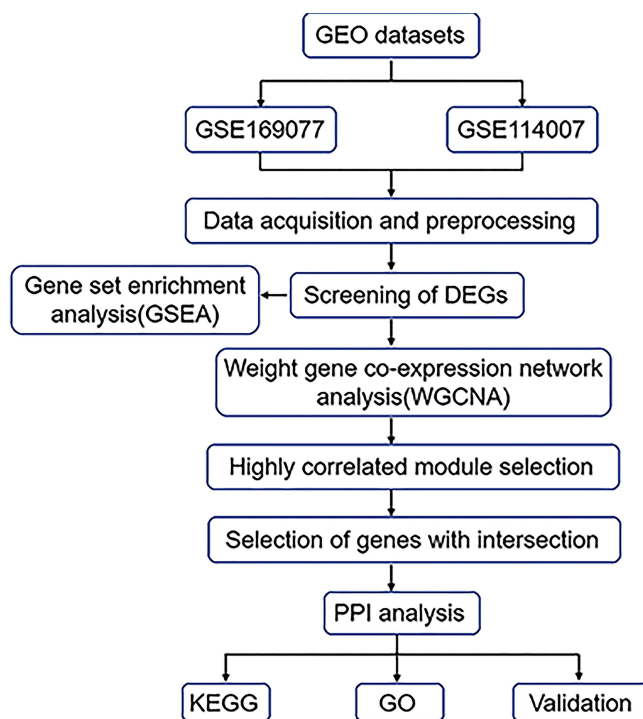 GEO datasets
GSE169077
GSE114007
Data acquisition and preprocessing
Gene set enrichment
analysis(GSEA)
Screening of DEGs
Weight gene co-expression network
analysis(WGCNA)
Highly correlated module selection
Selection of genes with intersection
PPI analysis
KEGG
GO
Validation